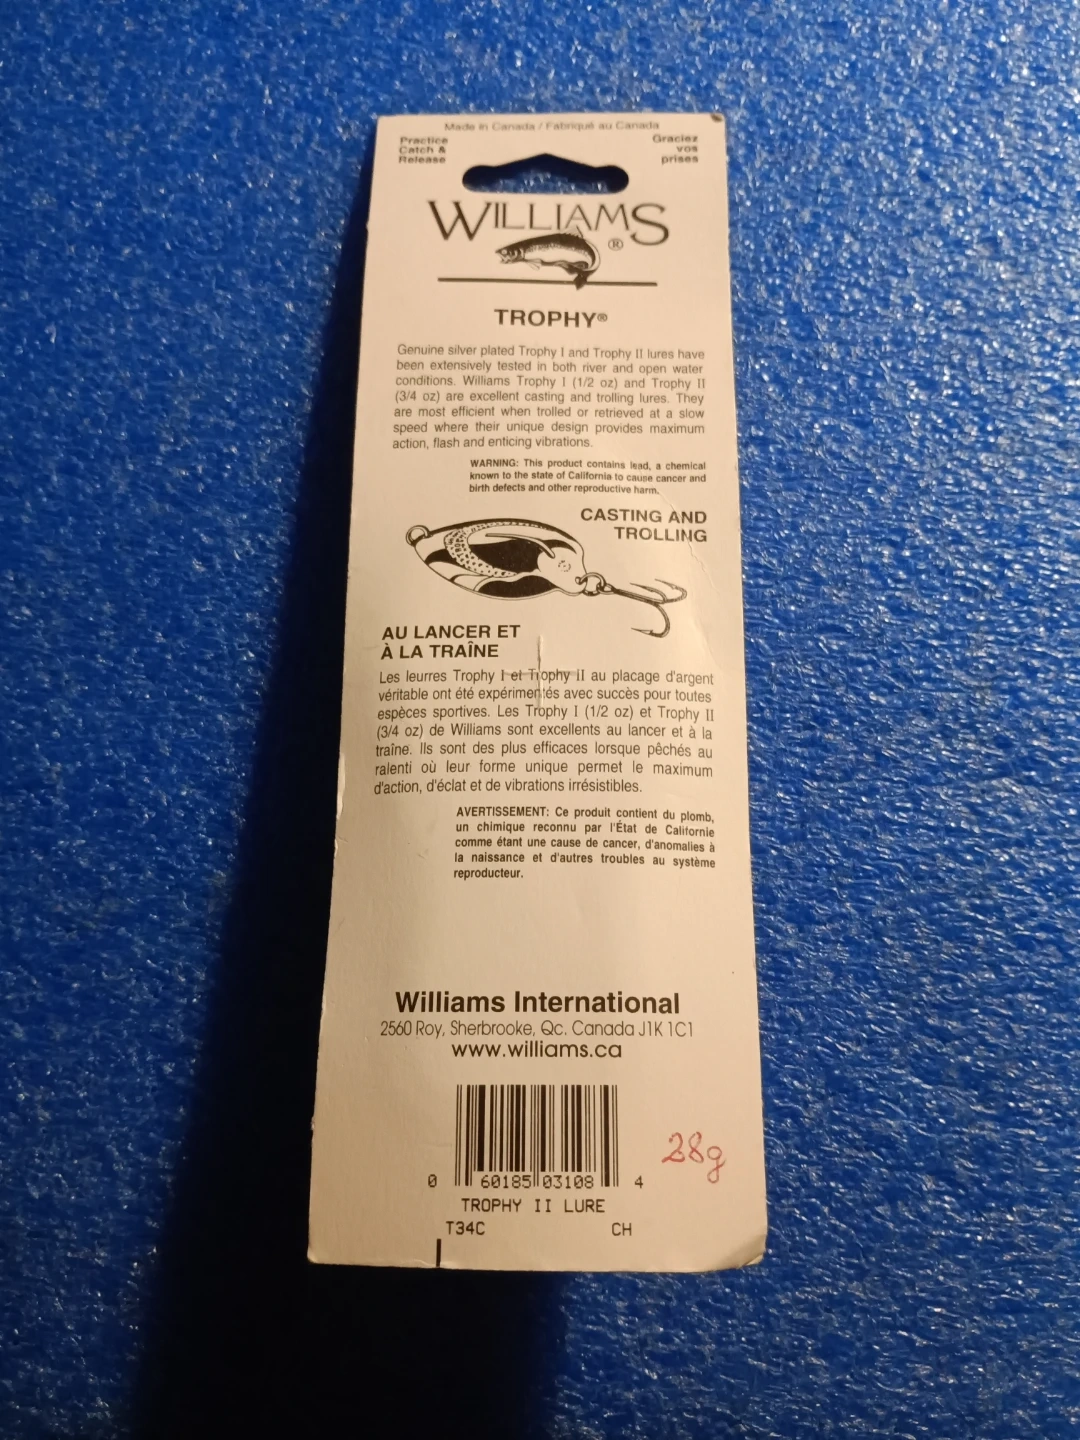 Made in Canada / Fabriqué au Canada
Practice
Catch &
Release
Graciez
vos
prises
WILLIAMS
®
TROPHY®
Genuine silver plated Trophy I and Trophy II lures have
been extensively tested in both river and open water
conditions. Williams Trophy I (1/2 oz) and Trophy II
(3/4 oz) are excellent casting and trolling lures. They
are most efficient when trolled or retrieved at a slow
speed where their unique design provides maximum
action, flash and enticing vibrations.
WARNING: This product contains lead, a chemical
known to the state of California to cause cancer and
birth defects and other reproductive harm.
CASTING AND
TROLLING
AU LANCER ET
À LA TRAÎNE
Les leurres Trophy I et Trophy II au placage d'argent
véritable ont été expérimentés avec succès pour toutes
espèces sportives. Les Trophy I (1/2 oz) et Trophy II
(3/4 oz) de Williams sont excellents au lancer et à la
traîne. Ils sont des plus efficaces lorsque pêchés au
ralenti où leur forme unique permet le maximum
d'action, d'éclat et de vibrations irrésistibles.
AVERTISSEMENT: Ce produit contient du plomb,
un chimique reconnu par l'État de Californie
comme étant une cause de cancer, d'anomalies à
la naissance et d'autres troubles au système
reproducteur.
Williams International
2560 Roy, Sherbrooke, Qc. Canada J1K 1C1
www.williams.ca
28g
0 60185 03108 4
TROPHY II LURE
T34C CH